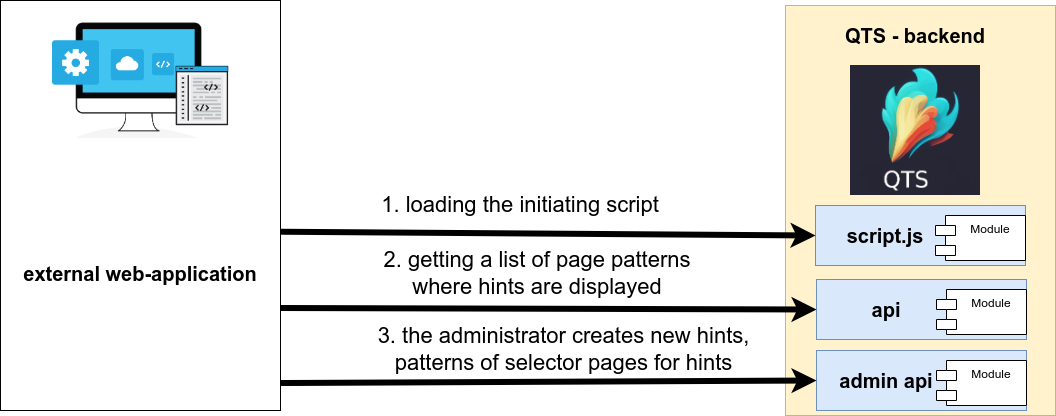 QTS - backend
QTS
1. loading the initiating script
script.js
Module
2. getting a list of page patterns
where hints are displayed
external web-application
api
Module
3. the administrator creates new hints,
patterns of selector pages for hints
admin api
Module